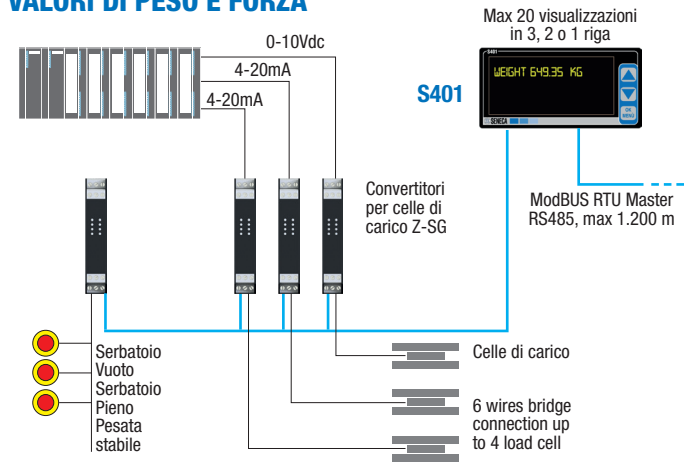 VALORI DI PESO E FORZA
Max 20 visualizzazioni
in 3, 2 o 1 riga
0-10Vdc
4-20mA
4-20mA
S401
S401
WEIGHT 649.35 KG
OK
MENÙ
SENECA
Convertitori
per celle di
carico Z-SG
ModBUS RTU Master
RS485, max 1.200 m
Serbatoio
Vuoto
Serbatoio
Pieno
Pesata
stabile
Celle di carico
6 wires bridge
connection up
to 4 load cell